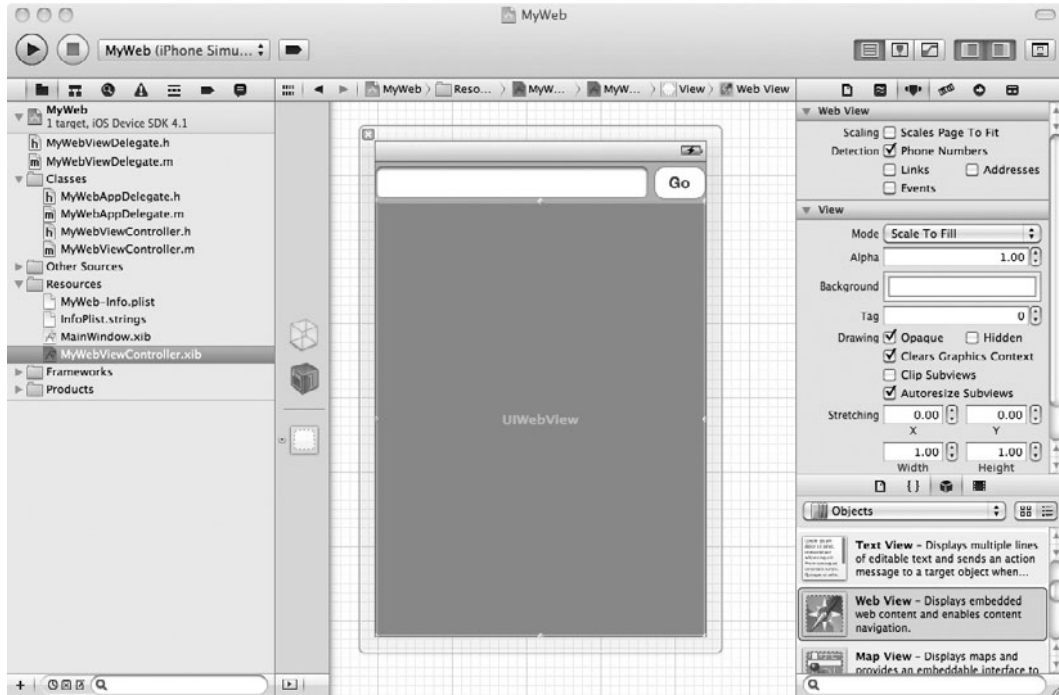 MyWeb
MyWeb (iPhone Simu...
MyWeb
Reso...
MyW...
MyW...
View
Web View
MyWeb
1 target, iOS Device SDK 4.1
MyWebViewDelegate.h
MyWebViewDelegate.m
Classes
MyWebAppDelegate.h
MyWebAppDelegate.m
MyWebViewController.h
MyWebViewController.m
Other Sources
Resources
MyWeb-Info.plist
InfoPlist.strings
MainWindow.xib
MyWebViewController.xib
Frameworks
Products
Go
UIWebView
Web View
Scaling Scales Page To Fit
Detection Phone Numbers
Links Addresses
Events
View
Mode Scale To Fill
Alpha 1.00
Background
Tag 0
Drawing Opaque Hidden
Clears Graphics Context
Clip Subviews
Autoresize Subviews
Stretching 0.00 0.00
X Y
1.00 1.00
Width Height
Objects
Text View - Displays multiple lines
of editable text and sends an action
message to a target object when...
Web View - Displays embedded
web content and enables content
navigation.
Map View - Displays maps and
provides an embeddable interface to